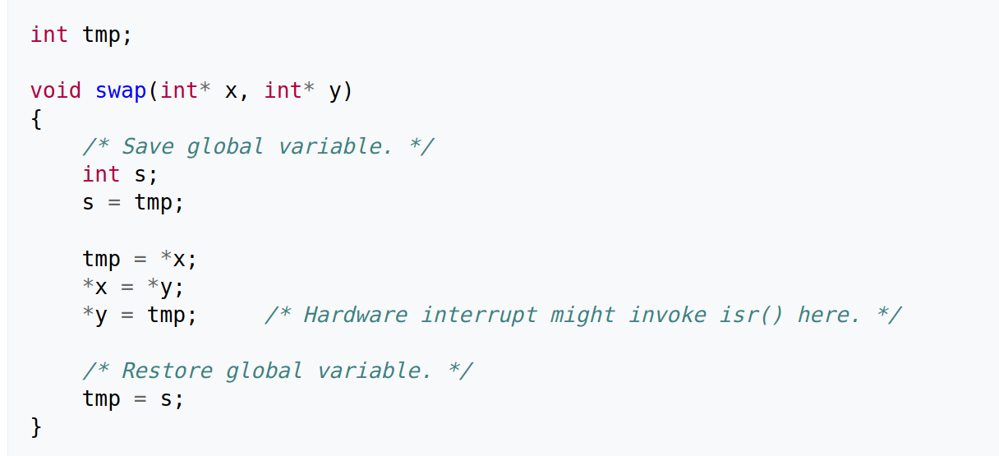 int tmp;
void swap(int* x, int* y)
{
    /* Save global variable. */
    int s;
    s = tmp;
    tmp = *x;
    *x = *y;
    *y = tmp;     /* Hardware interrupt might invoke isr() here. */
    /* Restore global variable. */
    tmp = s;
}